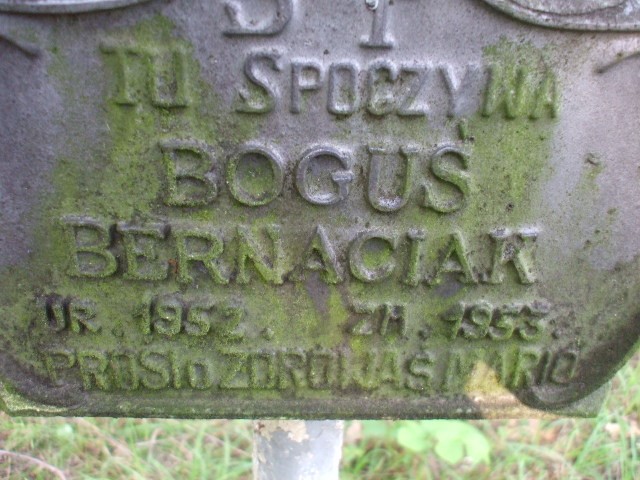 Ś P
TU SPOCZYWA
BOGUŚ
BERNACIAK
UR. 1952. ZM. 1953.
PROSI O ZDROWAŚ MARIO